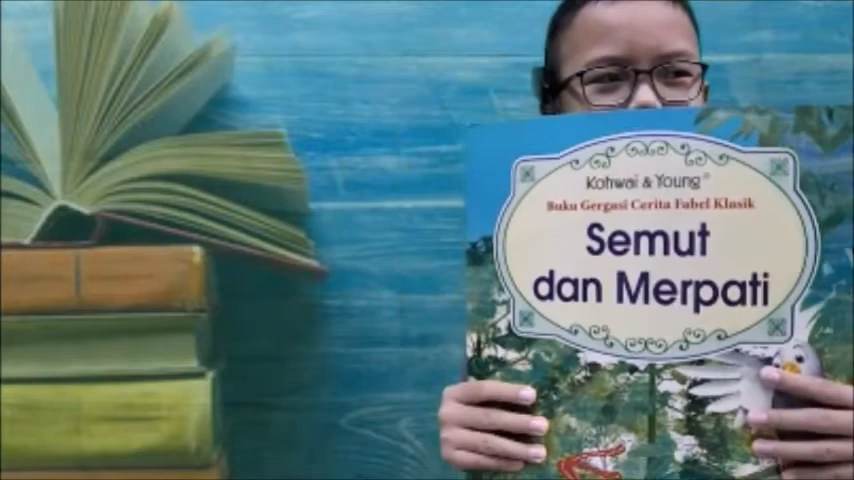 Kohwai & Young®
Buku Gergasi Cerita Fabel Klasik
Semut
dan Merpati